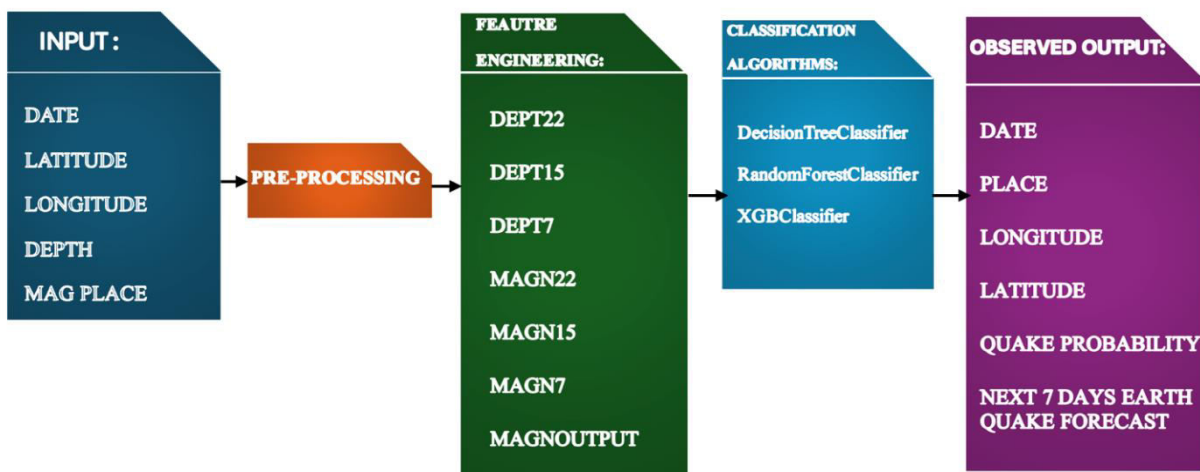 INPUT:
DATE
LATITUDE
LONGITUDE
DEPTH
MAG PLACE
PRE-PROCESSING
FEAUTRE
ENGINEERING:
DEPT22
DEPT15
DEPT7
MAGN22
MAGN15
MAGN7
MAGNOUTPUT
CLASSIFICATION
ALGORITHMS:
DecisionTreeClassifier
RandomForestClassifier
XGBClassifier
OBSERVED OUTPUT:
DATE
PLACE
LONGITUDE
LATITUDE
QUAKE PROBABILITY
NEXT 7 DAYS EARTH
QUAKE FORECAST